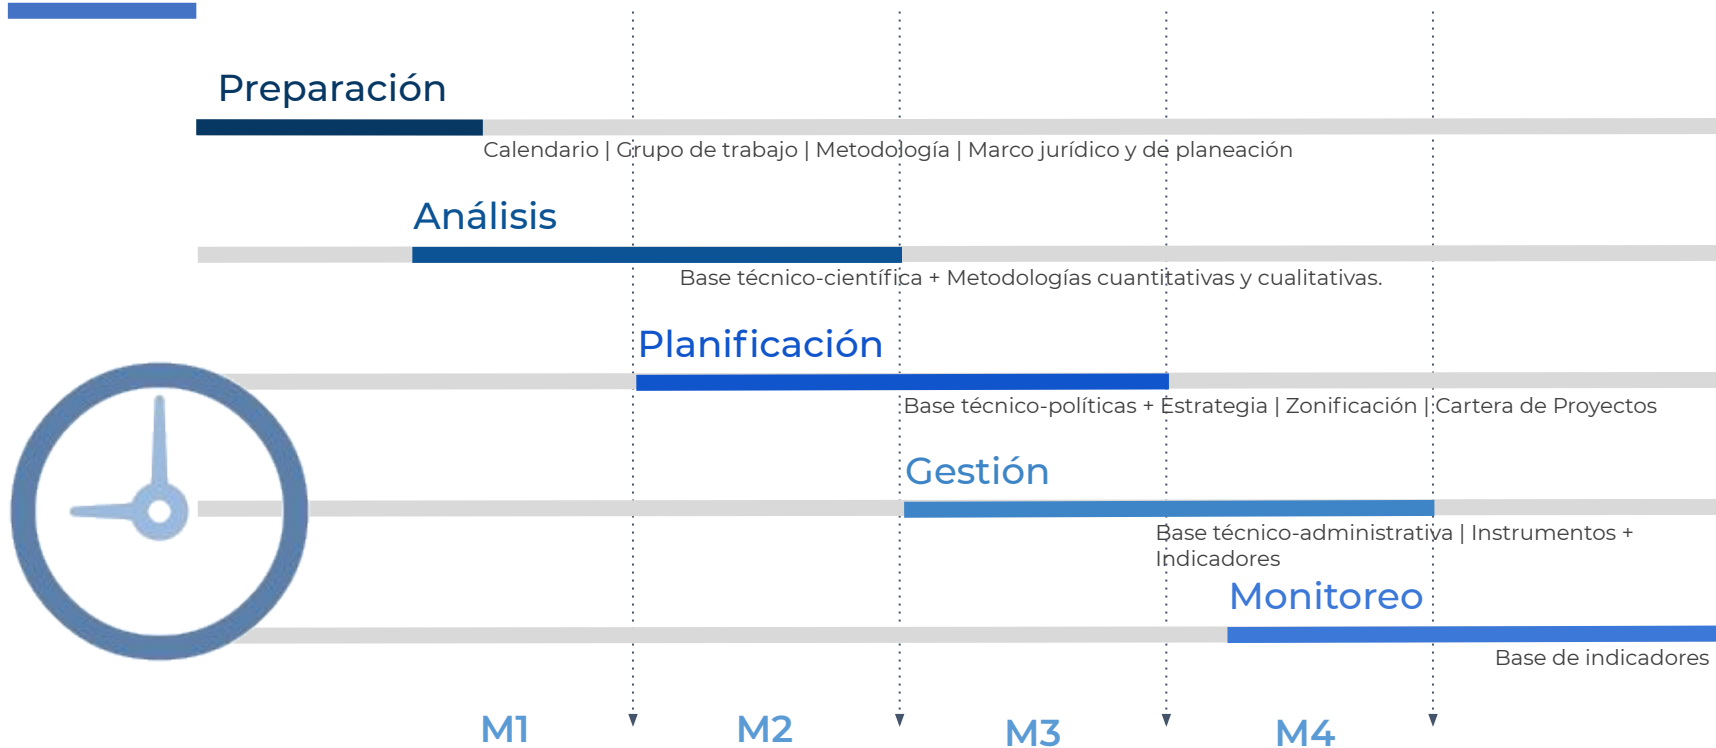 Preparación
Calendario | Grupo de trabajo | Metodología | Marco jurídico y de planeación
Análisis
Base técnico-científica + Metodologías cuantitativas y cualitativas.
Planificación
Base técnico-políticas + Estrategia | Zonificación | Cartera de Proyectos
Gestión
Base técnico-administrativa | Instrumentos +
Indicadores
Monitoreo
Base de indicadores
M1
M2
M3
M4